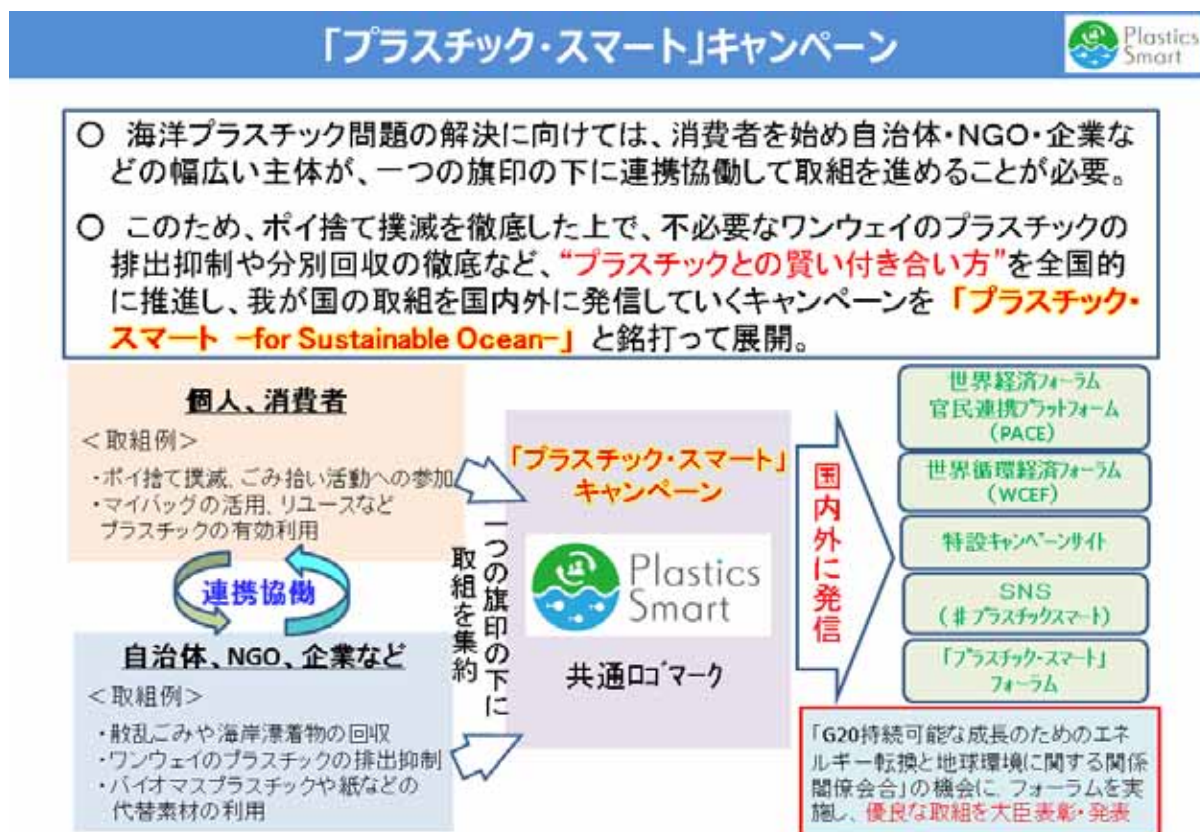 「プラスチック・スマート」キャンペーン
Plastics
Smart
○ 海洋プラスチック問題の解決に向けては、消費者を始め自治体・NGO・企業な
どの幅広い主体が、一つの旗印の下に連携協働して取組を進めることが必要。
○ このため、ポイ捨て撲滅を徹底した上で、不必要なワンウェイのプラスチックの
排出抑制や分別回収の徹底など、“プラスチックとの賢い付き合い方”を全国的
に推進し、我が国の取組を国内外に発信していくキャンペーンを「プラスチック・
スマート －for Sustainable Ocean－」と銘打って展開。
個人、消費者
＜取組例＞
・ポイ捨て撲滅、ごみ拾い活動への参加
・マイバッグの活用、リユースなど
プラスチックの有効利用
連携協働
自治体、NGO、企業など
＜取組例＞
・散乱ごみや海岸漂着物の回収
・ワンウェイのプラスチックの排出抑制
・バイオマスプラスチックや紙などの
代替素材の利用
一つの旗印の下に
取組を集約
「プラスチック・スマート」
キャンペーン
Plastics
Smart
共通ﾛｺﾞﾏｰｸ
国内外に発信
世界経済ﾌｫｰﾗﾑ
官民連携ﾌﾟﾗｯﾄﾌｫｰﾑ
(PACE)
世界循環経済ﾌｫｰﾗﾑ
(WCEF)
特設ｷｬﾝﾍﾟｰﾝｻｲﾄ
SNS
(＃ﾌﾟﾗｽﾁｯｸｽﾏｰﾄ)
「ﾌﾟﾗｽﾁｯｸ･ｽﾏｰﾄ」
ﾌｫｰﾗﾑ
「G20持続可能な成長のためのエネ
ルギー転換と地球環境に関する関係
閣僚会合」の機会に、フォーラムを実
施し、優良な取組を大臣表彰・発表